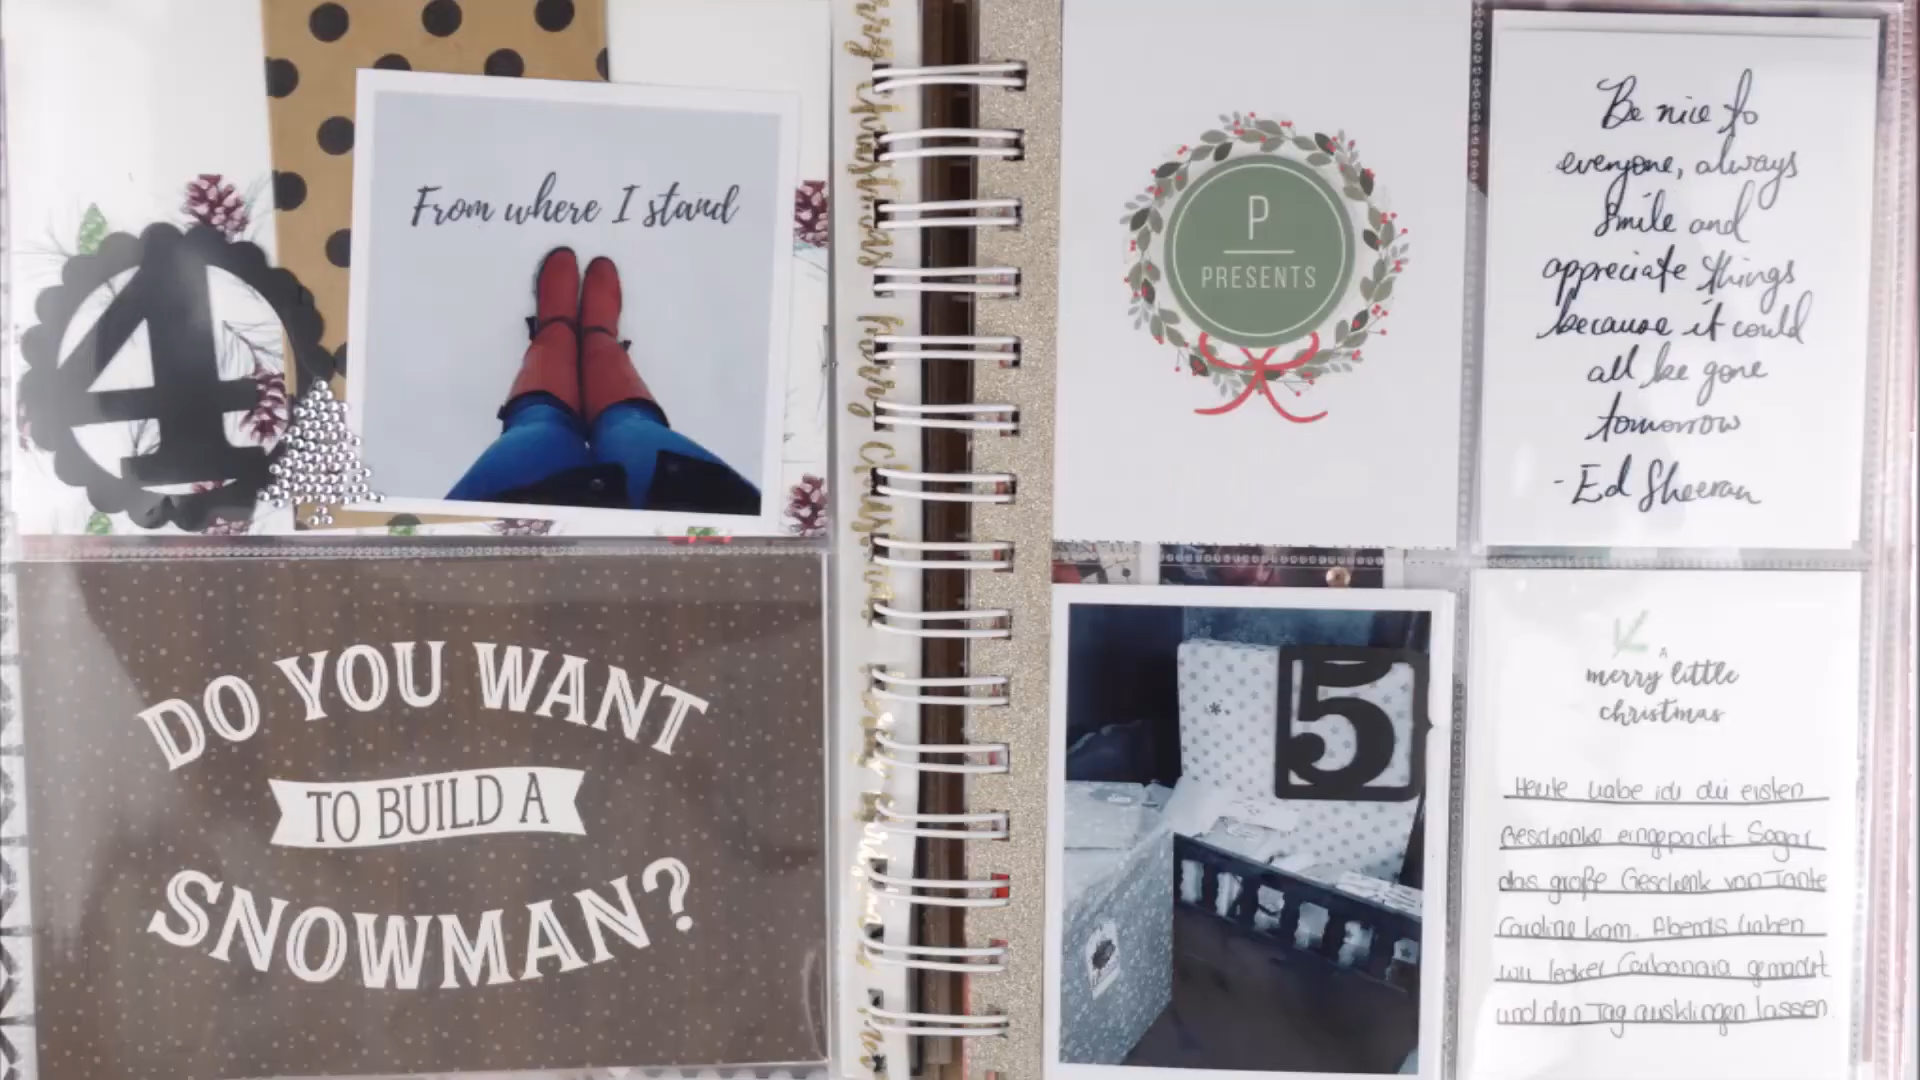 4
From where I stand
DO YOU WANT
TO BUILD A
SNOWMAN?
P
PRESENTS
Be nice to
everyone, always
smile and
appreciate things
because it could
all be gone
tomorrow
- Ed Sheeran
5
A
merry little
christmas
Heute habe ich die ersten
Geschenke eingepackt Sogar
das große Geschenk von Tante
Caroline kam. Abends haben
wir lecker Carbonara gemacht
und den Tag ausklingen lassen.